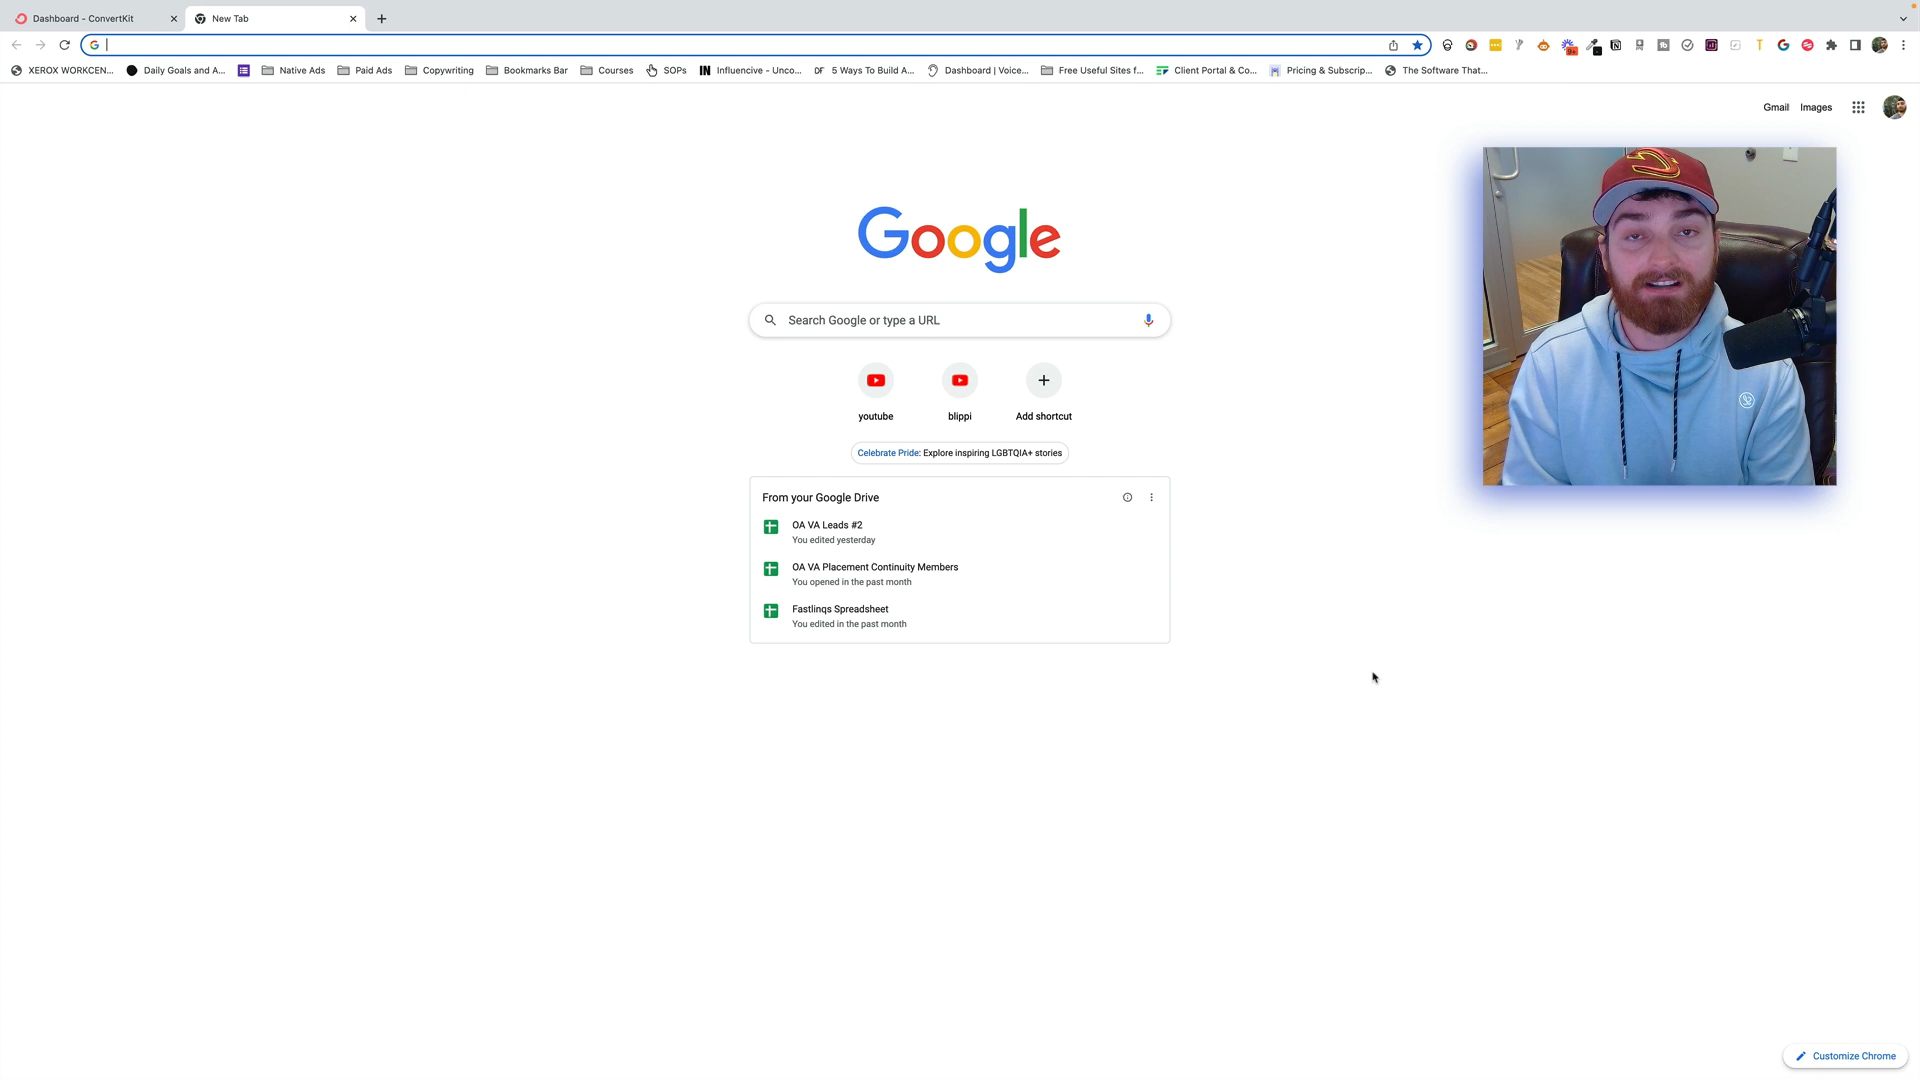 Dashboard - ConvertKit
New Tab
XEROX WORKCEN...
Daily Goals and A...
Native Ads
Paid Ads
Copywriting
Bookmarks Bar
Courses
SOPs
IN Influencive - Unco...
DF 5 Ways To Build A...
Dashboard | Voice...
Free Useful Sites f...
Client Portal & Co...
Pricing & Subscrip...
The Software That...
Gmail
Images
Google
Search Google or type a URL
youtube
blippi
Add shortcut
Celebrate Pride: Explore inspiring LGBTQIA+ stories
From your Google Drive
OA VA Leads #2
You edited yesterday
OA VA Placement Continuity Members
You opened in the past month
Fastlinqs Spreadsheet
You edited in the past month
Customize Chrome